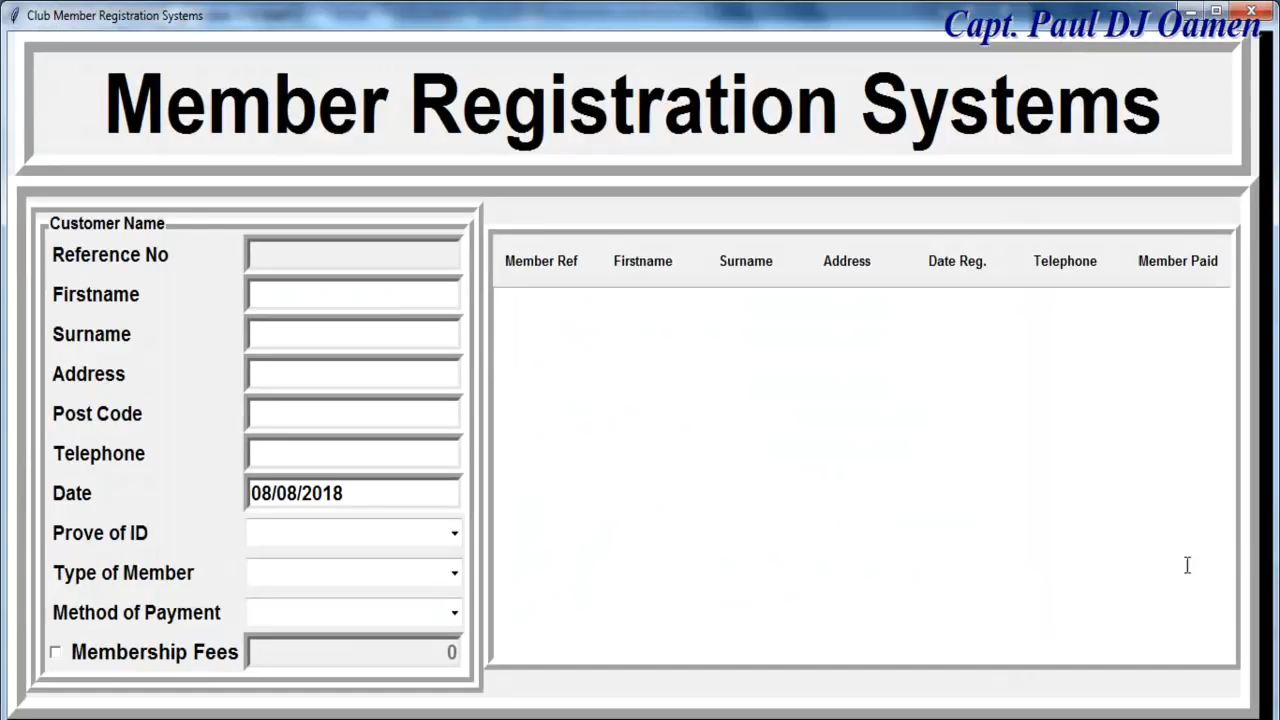 Club Member Registration Systems
Capt. Paul DJ Oamen
Member Registration Systems
Customer Name
Reference No
Firstname
Surname
Address
Post Code
Telephone
Date 08/08/2018
Prove of ID
Type of Member
Method of Payment
Membership Fees 0
Member Ref Firstname Surname Address Date Reg. Telephone Member Paid